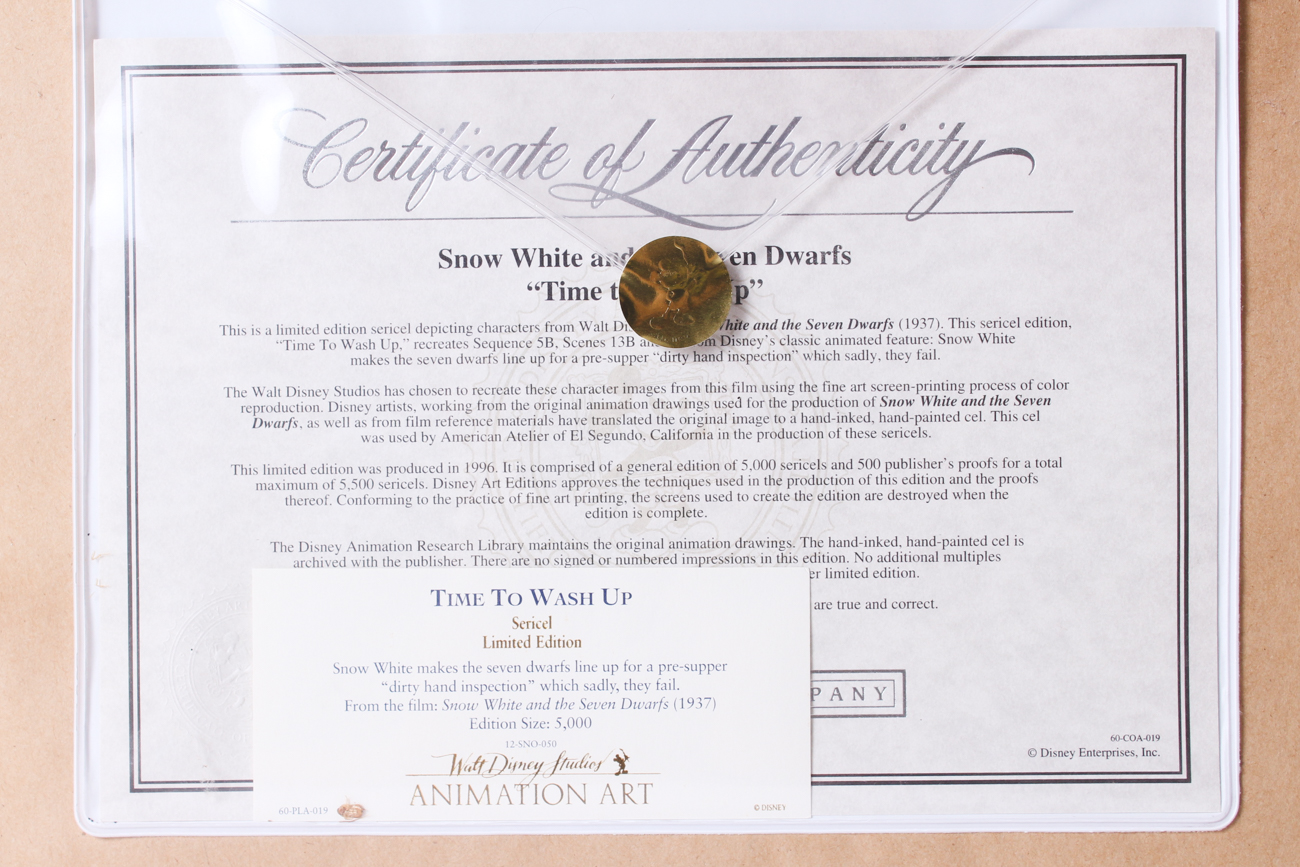 Certificate of Authenticity
Snow White and en Dwarfs
“Time t p”
This is a limited edition sericel depicting characters from Walt Di White and the Seven Dwarfs (1937). This sericel edition,
“Time To Wash Up,” recreates Sequence 5B, Scenes 13B an om Disney’s classic animated feature: Snow White
makes the seven dwarfs line up for a pre-supper “dirty hand inspection” which sadly, they fail.
The Walt Disney Studios has chosen to recreate these character images from this film using the fine art screen-printing process of color
reproduction. Disney artists, working from the original animation drawings used for the production of Snow White and the Seven
Dwarfs, as well as from film reference materials have translated the original image to a hand-inked, hand-painted cel. This cel
was used by American Atelier of El Segundo, California in the production of these sericels.
This limited edition was produced in 1996. It is comprised of a general edition of 5,000 sericels and 500 publisher’s proofs for a total
maximum of 5,500 sericels. Disney Art Editions approves the techniques used in the production of this edition and the proofs
thereof. Conforming to the practice of fine art printing, the screens used to create the edition are destroyed when the
edition is complete.
The Disney Animation Research Library maintains the original animation drawings. The hand-inked, hand-painted cel is
archived with the publisher. There are no signed or numbered impressions in this edition. No additional multiples
er limited edition.
are true and correct.
PANY
60-COA-019
© Disney Enterprises, Inc.
TIME TO WASH UP
Sericel
Limited Edition
Snow White makes the seven dwarfs line up for a pre-supper
“dirty hand inspection” which sadly, they fail.
From the film: Snow White and the Seven Dwarfs (1937)
Edition Size: 5,000
12-SNO-050
Walt Disney Studios
ANIMATION ART
60-PLA-019
© DISNEY